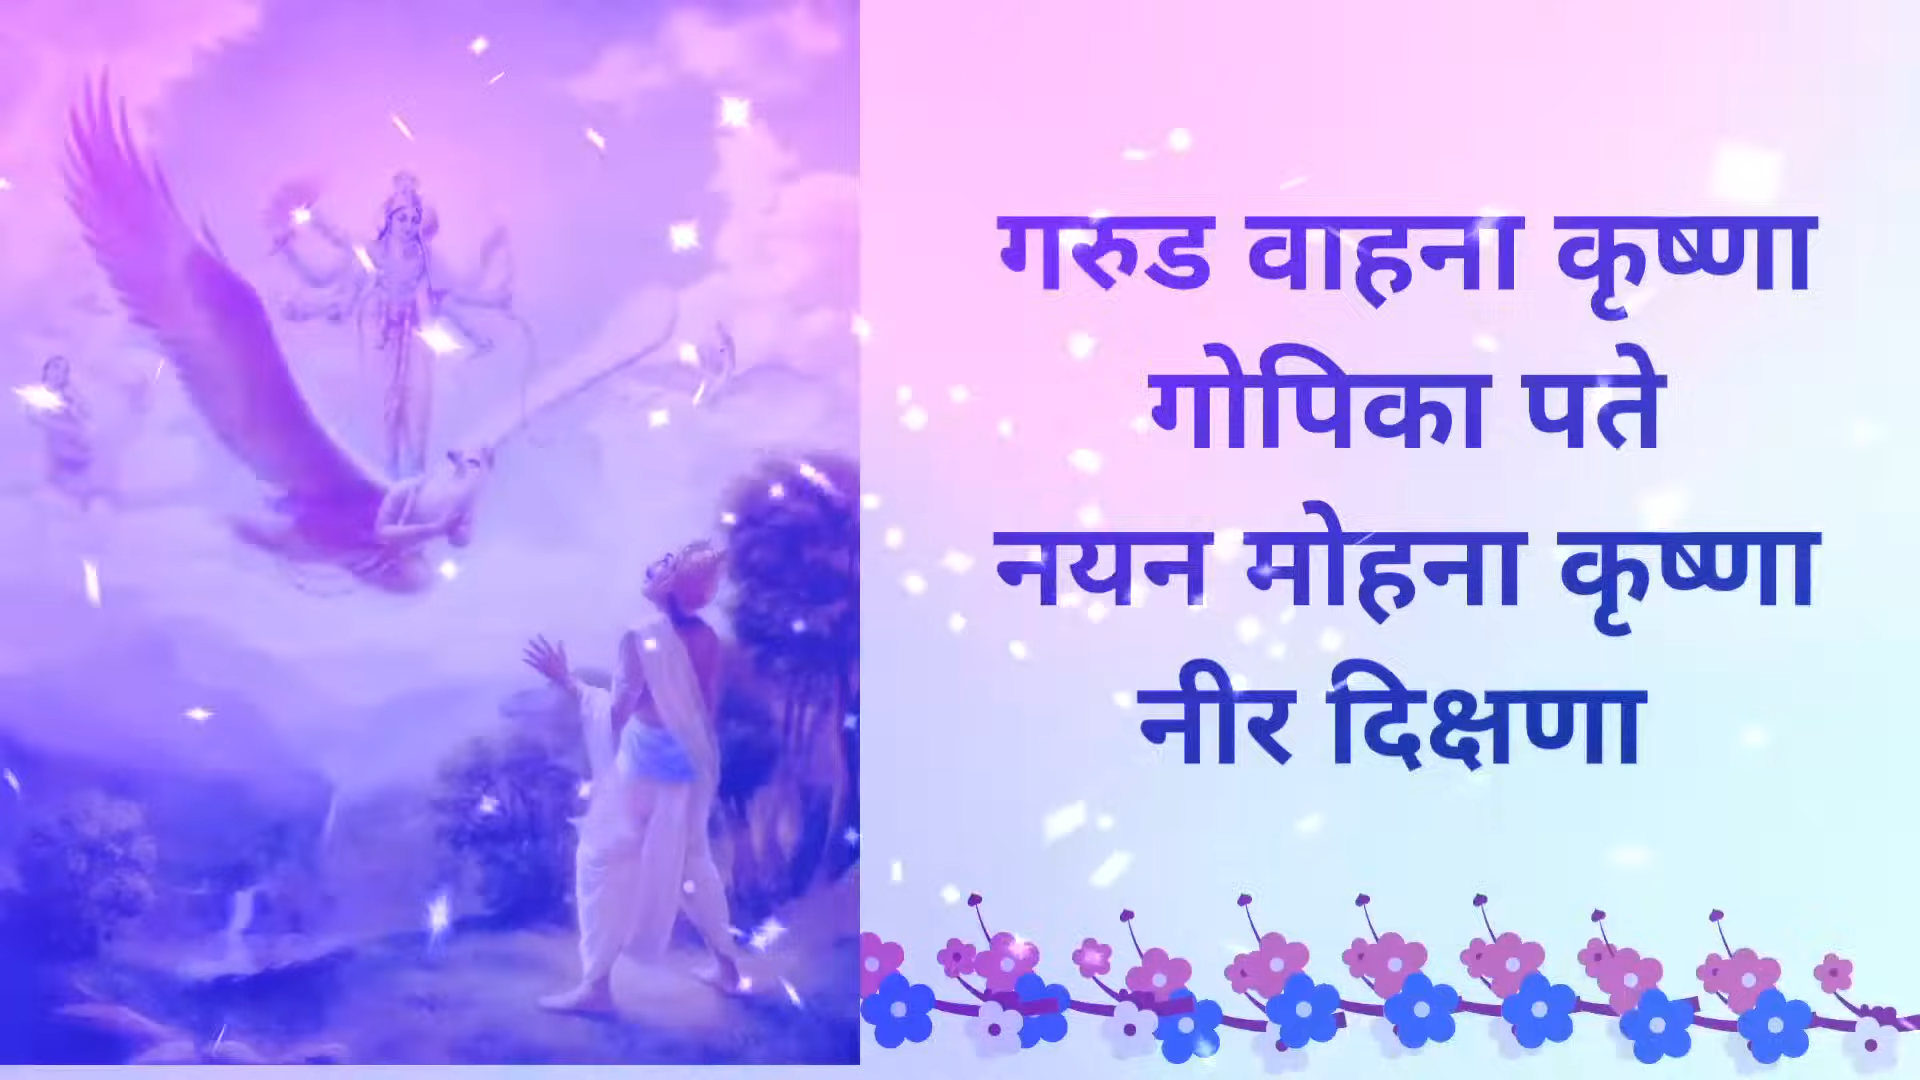 गरुड वाहना कृष्णा
गोपिका पते
नयन मोहना कृष्णा
नीर दिक्षणा